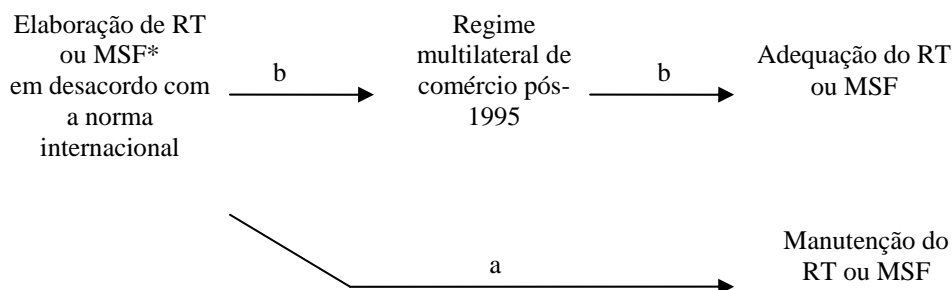 Elaboração de RT
ou MSF*
em desacordo com
a norma
internacional
b
Regime
multilateral de
comércio pós-
1995
b
Adequação do RT
ou MSF
a
Manutenção do
RT ou MSF